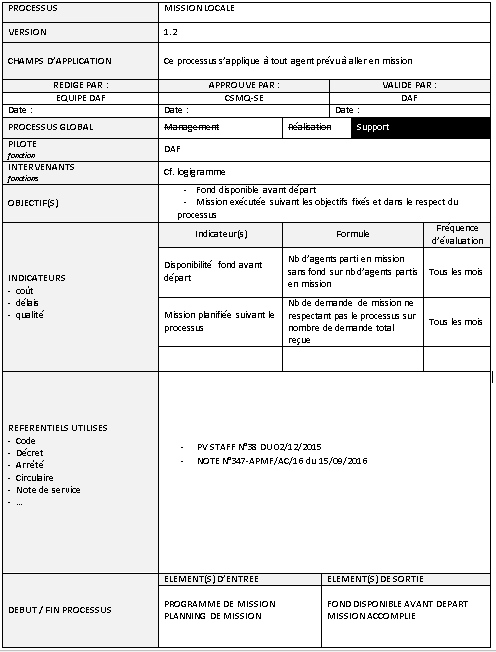 PROCESSUS
MISSION LOCALE
VERSION
1.2
CHAMPS D'APPLICATION
Ce processus s'applique à tout agent prévu à aller en mission
REDIGE PAR :
APPROUVE PAR :
VALIDE PAR :
EQUIPE DAF
CSMQ-SE
DAF
Date :
Date :
Date :
PROCESSUS GLOBAL
Management
Réalisation
Support
PILOTE
fonction
DAF
INTERVENANTS
fonctions
Cf. logigramme
OBJECTIF(S)
- Fond disponible avant départ
- Mission exécutée suivant les objectifs fixés et dans le respect du
processus
INDICATEURS
- coût
- délais
- qualité
Indicateur(s)
Formule
Fréquence
d'évaluation
Disponibilité fond avant
départ
Nb d'agents parti en mission
sans fond sur nb d'agents partis
en mission
Tous les mois
Mission planifiée suivant le
processus
Nb de demande de mission ne
respectant pas le processus sur
nombre de demande total
reçue
Tous les mois
REFERENTIELS UTILISES
- Code
- Décret
- Arrêté
- Circulaire
- Note de service
- ...
- PV STAFF N°38 DU 02/12/2015
- NOTE N°347-APMF/AC/16 du 15/09/2016
DEBUT / FIN PROCESSUS
ELEMENT(S) D'ENTREE
ELEMENT(S) DE SORTIE
PROGRAMME DE MISSION
PLANNING DE MISSION
FOND DISPONIBLE AVANT DEPART
MISSION ACCOMPLIE